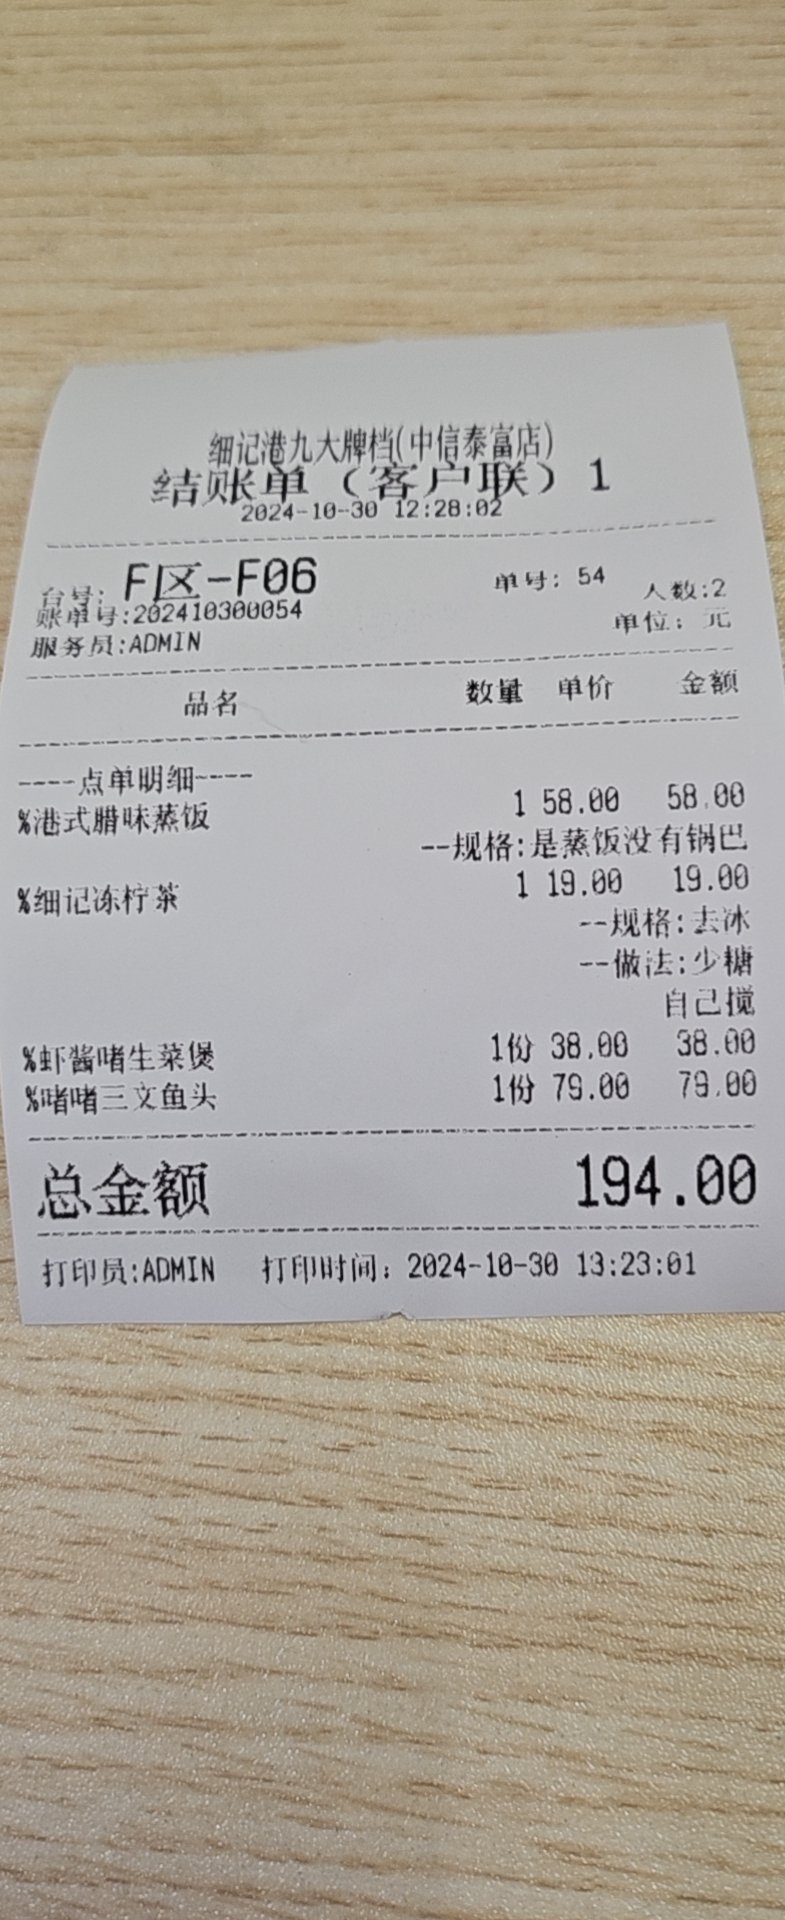 细记港九大牌档(中信泰富店)
结账单（客户联）1
2024-10-30 12:28:02
台号: F区-F06 单号: 54 人数:2
账单号:202410300054 单位: 元
服务员:ADMIN
品名 数量 单价 金额
----点单明细----
%港式腊味蒸饭 1 58.00 58.00
--规格:是蒸饭没有锅巴
%细记冻柠茶 1 19.00 19.00
--规格:去冰
--做法:少糖
自己搅
%虾酱啫生菜煲 1份 38.00 38.00
%啫啫三文鱼头 1份 79.00 79.00
总金额 194.00
打印员:ADMIN 打印时间: 2024-10-30 13:23:01